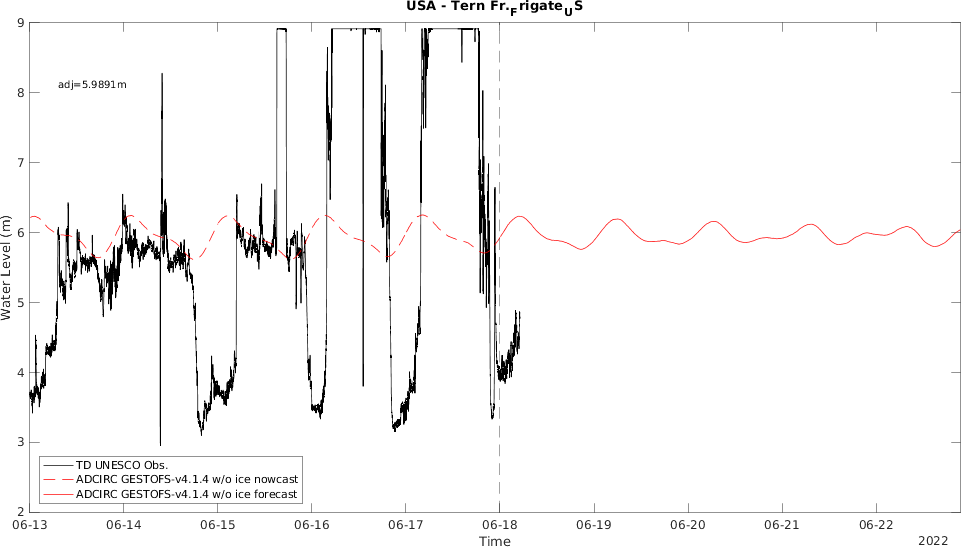 USA - Tern Fr.FrigateUS
9
8
7
6
5
4
3
2
Water Level (m)
adj=5.9891m
TD UNESCO Obs.
ADCIRC GESTOFS-v4.1.4 w/o ice nowcast
ADCIRC GESTOFS-v4.1.4 w/o ice forecast
06-13 06-14 06-15 06-16 06-17 06-18 06-19 06-20 06-21 06-22
Time
2022